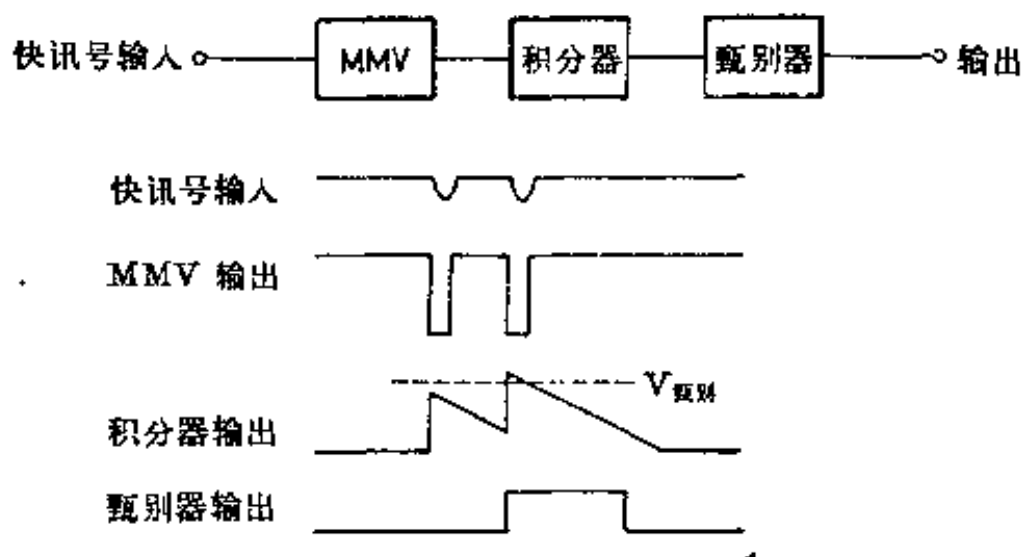 快讯号输入 MMV 积分器 甄别器 输出
快讯号输入
MMV 输出
V甄别
积分器输出
甄别器输出